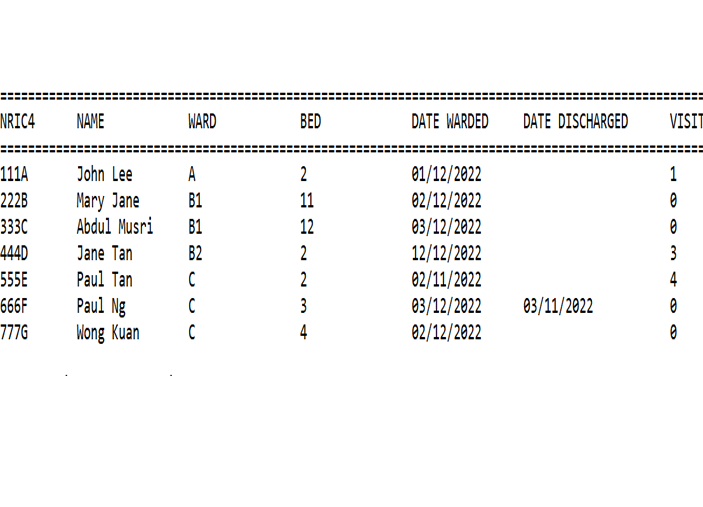 ================================================================================
NRIC4 NAME WARD BED DATE WARDED DATE DISCHARGED VISIT
================================================================================
111A John Lee A 2 01/12/2022 1
222B Mary Jane B1 11 02/12/2022 0
333C Abdul Musri B1 12 03/12/2022 0
444D Jane Tan B2 2 12/12/2022 3
555E Paul Tan C 2 02/11/2022 4
666F Paul Ng C 3 03/12/2022 03/11/2022 0
777G Wong Kuan C 4 02/12/2022 0